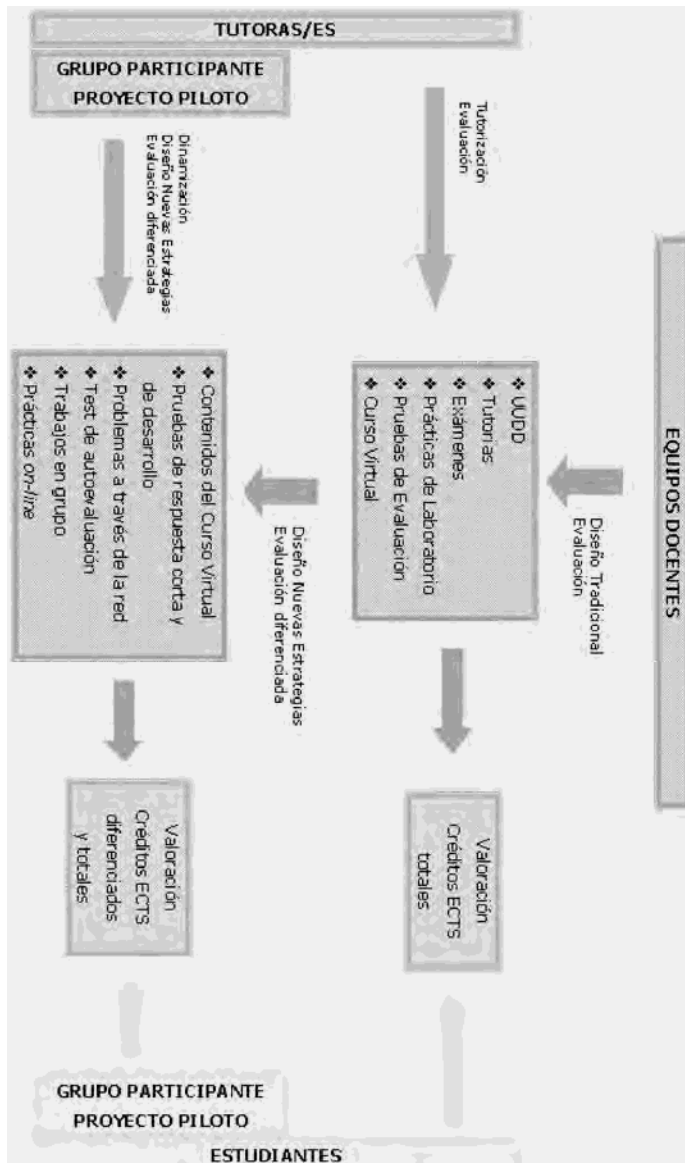 TUTORAS/ES
GRUPO PARTICIPANTE
PROYECTO PILOTO
Tutorización
Evaluación
Dinamización
Diseño Nuevas Estrategias
Evaluación diferenciada
EQUIPOS DOCENTES
Diseño Tradicional
Evaluación
❖ UUDD
❖ Tutorias
❖ Exámenes
❖ Prácticas de Laboratorio
❖ Pruebas de Evaluación
❖ Curso Virtual
Diseño Nuevas Estrategias
Evaluación diferenciada
❖ Contenidos del Curso Virtual
❖ Pruebas de respuesta corta y
de desarrollo
❖ Problemas a través de la red
❖ Test de autoevaluación
❖ Trabajos en grupo
❖ Prácticas on-line
Valoración
Créditos ECTS
totales
Valoración
Créditos ECTS
diferenciados
y totales
GRUPO PARTICIPANTE
PROYECTO PILOTO
ESTUDIANTES